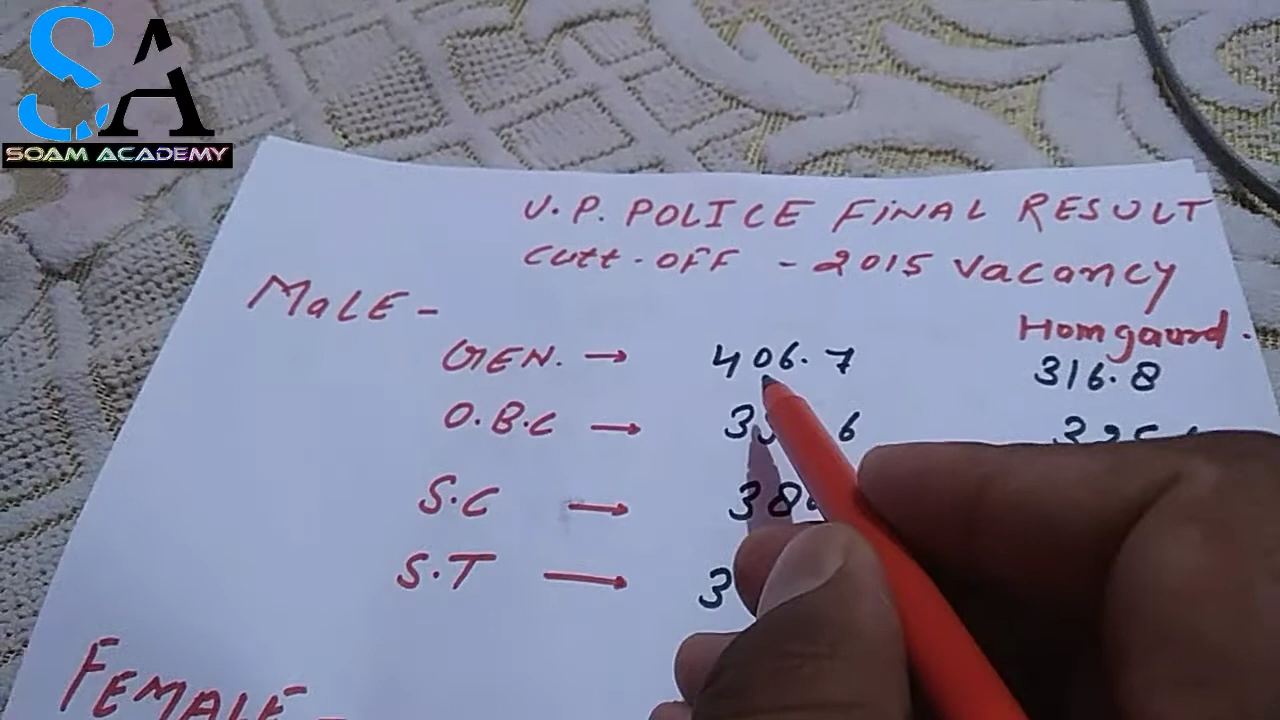 SA
SOAM ACADEMY
U.P. POLICE FINAL RESULT
Cutt-OFF - 2015 Vacancy
MALE -
Homgaurd.
GEN. → 406.7 316.8
O.B.C →
S.C →
S.T →
FEMALE -